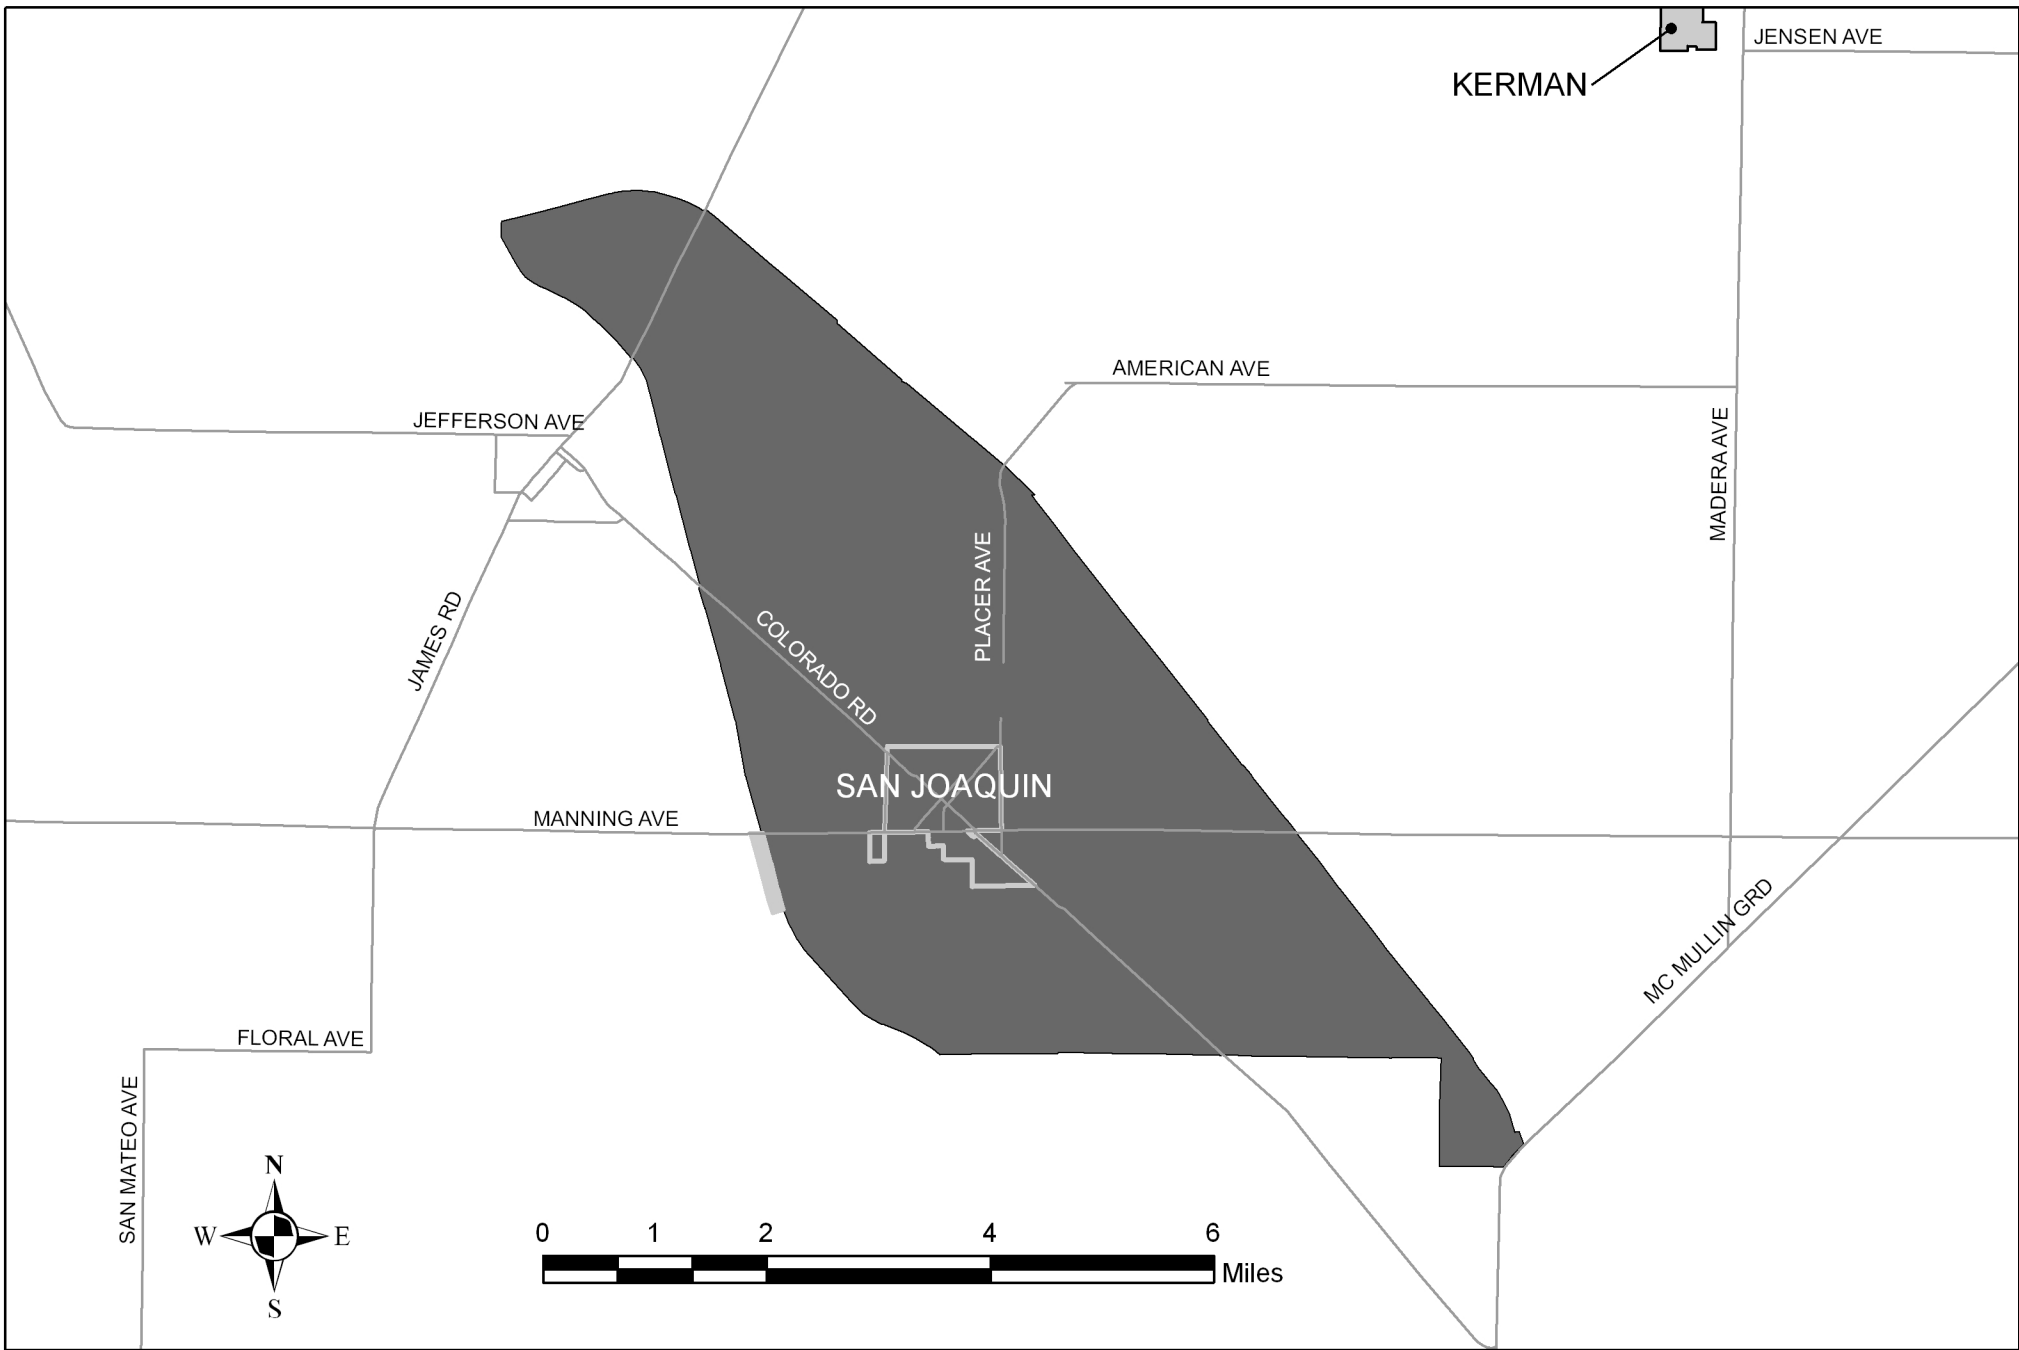 JENSEN AVE
KERMAN
AMERICAN AVE
JEFFERSON AVE
MADERA AVE
PLACER AVE
JAMES RD
COLORADO RD
SAN JOAQUIN
MANNING AVE
MC MULLIN GRD
FLORAL AVE
SAN MATEO AVE
N
W E
S
0 1 2 4 6
Miles